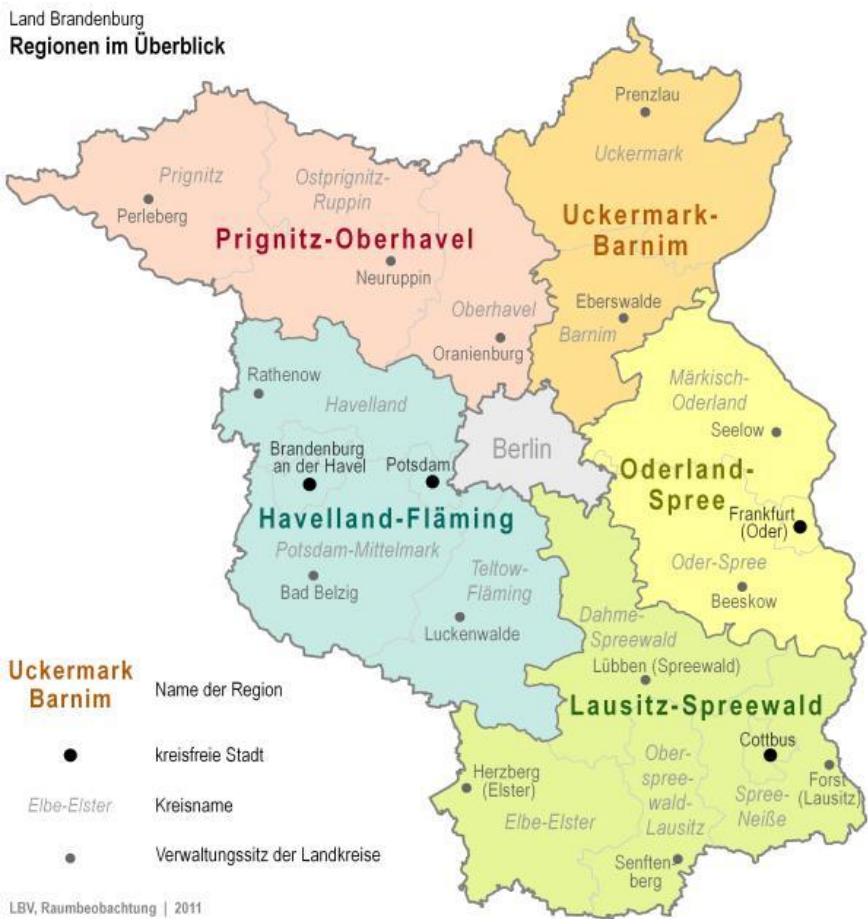 Land Brandenburg
Regionen im Überblick
Prenzlau
Uckermark
Prignitz
Ostprignitz-
Ruppin
Perleberg
Uckermark-
Barnim
Prignitz-Oberhavel
Neuruppin
Oberhavel
Eberswalde
Barnim
Oranienburg
Rathenow
Havelland
Märkisch-
Oderland
Seelow
Berlin
Brandenburg
an der Havel
Potsdam
Oderland-
Spree
Frankfurt
(Oder)
Havelland-Fläming
Potsdam-Mittelmark
Bad Belzig
Teltow-
Fläming
Luckenwalde
Oder-Spree
Beeskow
Dahme-
Spreewald
Lübben (Spreewald)
Lausitz-Spreewald
Cottbus
Herzberg
(Elster)
Elbe-Elster
Ober-
spree-
wald-
Lausitz
Spree-
Neiße
Forst
(Lausitz)
Senften-
berg
Uckermark
Barnim
Name der Region
kreisfreie Stadt
Elbe-Elster
Kreisname
Verwaltungssitz der Landkreise
LBV, Raumbeobachtung | 2011